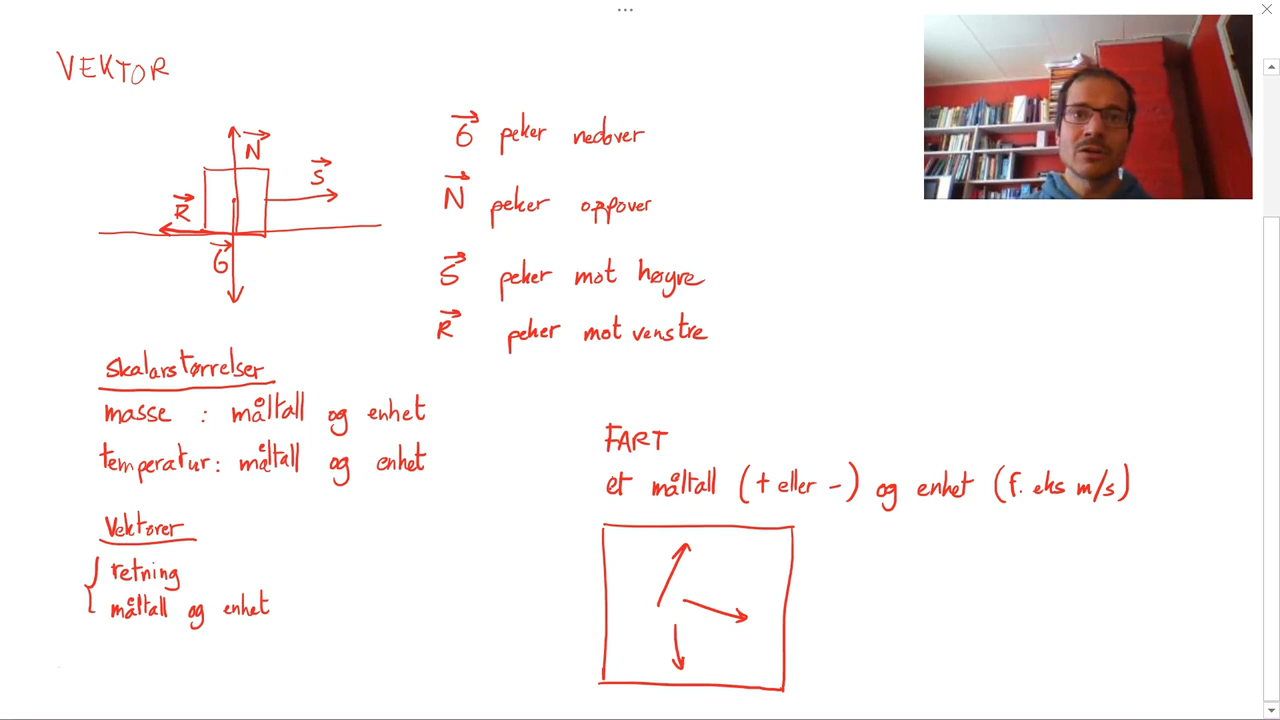 VEKTOR
N
S
R
G
G peker nedover
N peker oppover
S peker mot høyre
R peker mot venstre
Skalarstørrelser
masse : måltall og enhet
temperatur: måltall og enhet
Vektorer
retning
måltall og enhet
FART
et måltall (+ eller -) og enhet (f. eks m/s)